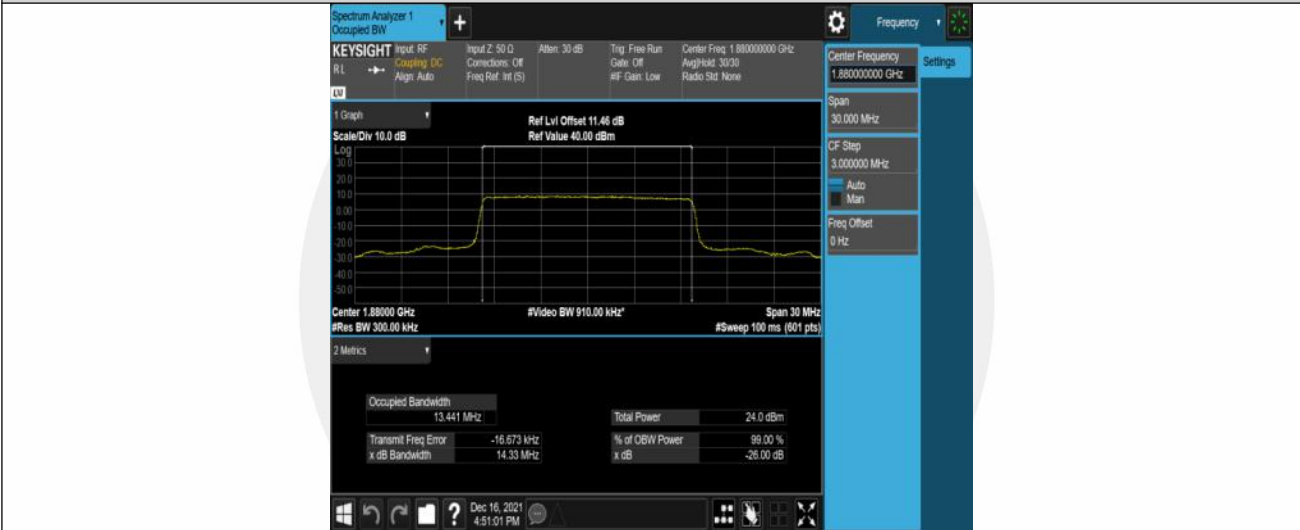 Spectrum Analyzer 1
Occupied BW
+
Frequency
KEYSIGHT
R L
Input: RF
Coupling: DC
Align: Auto
Input Z: 50 Ω
Corrections: Off
Freq Ref: Int (S)
Atten: 30 dB
Trig: Free Run
Gate: Off
#IF Gain: Low
Center Freq: 1.880000000 GHz
Avg|Hold: 30/30
Radio Std: None
Center Frequency
1.880000000 GHz
Settings
Span
30.000 MHz
CF Step
3.000000 MHz
Auto
Man
Freq Offset
0 Hz
1 Graph
Scale/Div 10.0 dB
Ref Lvl Offset 11.46 dB
Ref Value 40.00 dBm
Log
30.0
20.0
10.0
0.00
-10.0
-20.0
-30.0
-40.0
-50.0
Center 1.88000 GHz
#Res BW 300.00 kHz
#Video BW 910.00 kHz*
Span 30 MHz
#Sweep 100 ms (601 pts)
2 Metrics
Occupied Bandwidth
13.441 MHz
Total Power 24.0 dBm
Transmit Freq Error -16.673 kHz
% of OBW Power 99.00 %
x dB Bandwidth 14.33 MHz
x dB -26.00 dB
?
Dec 16, 2021
4:51:01 PM